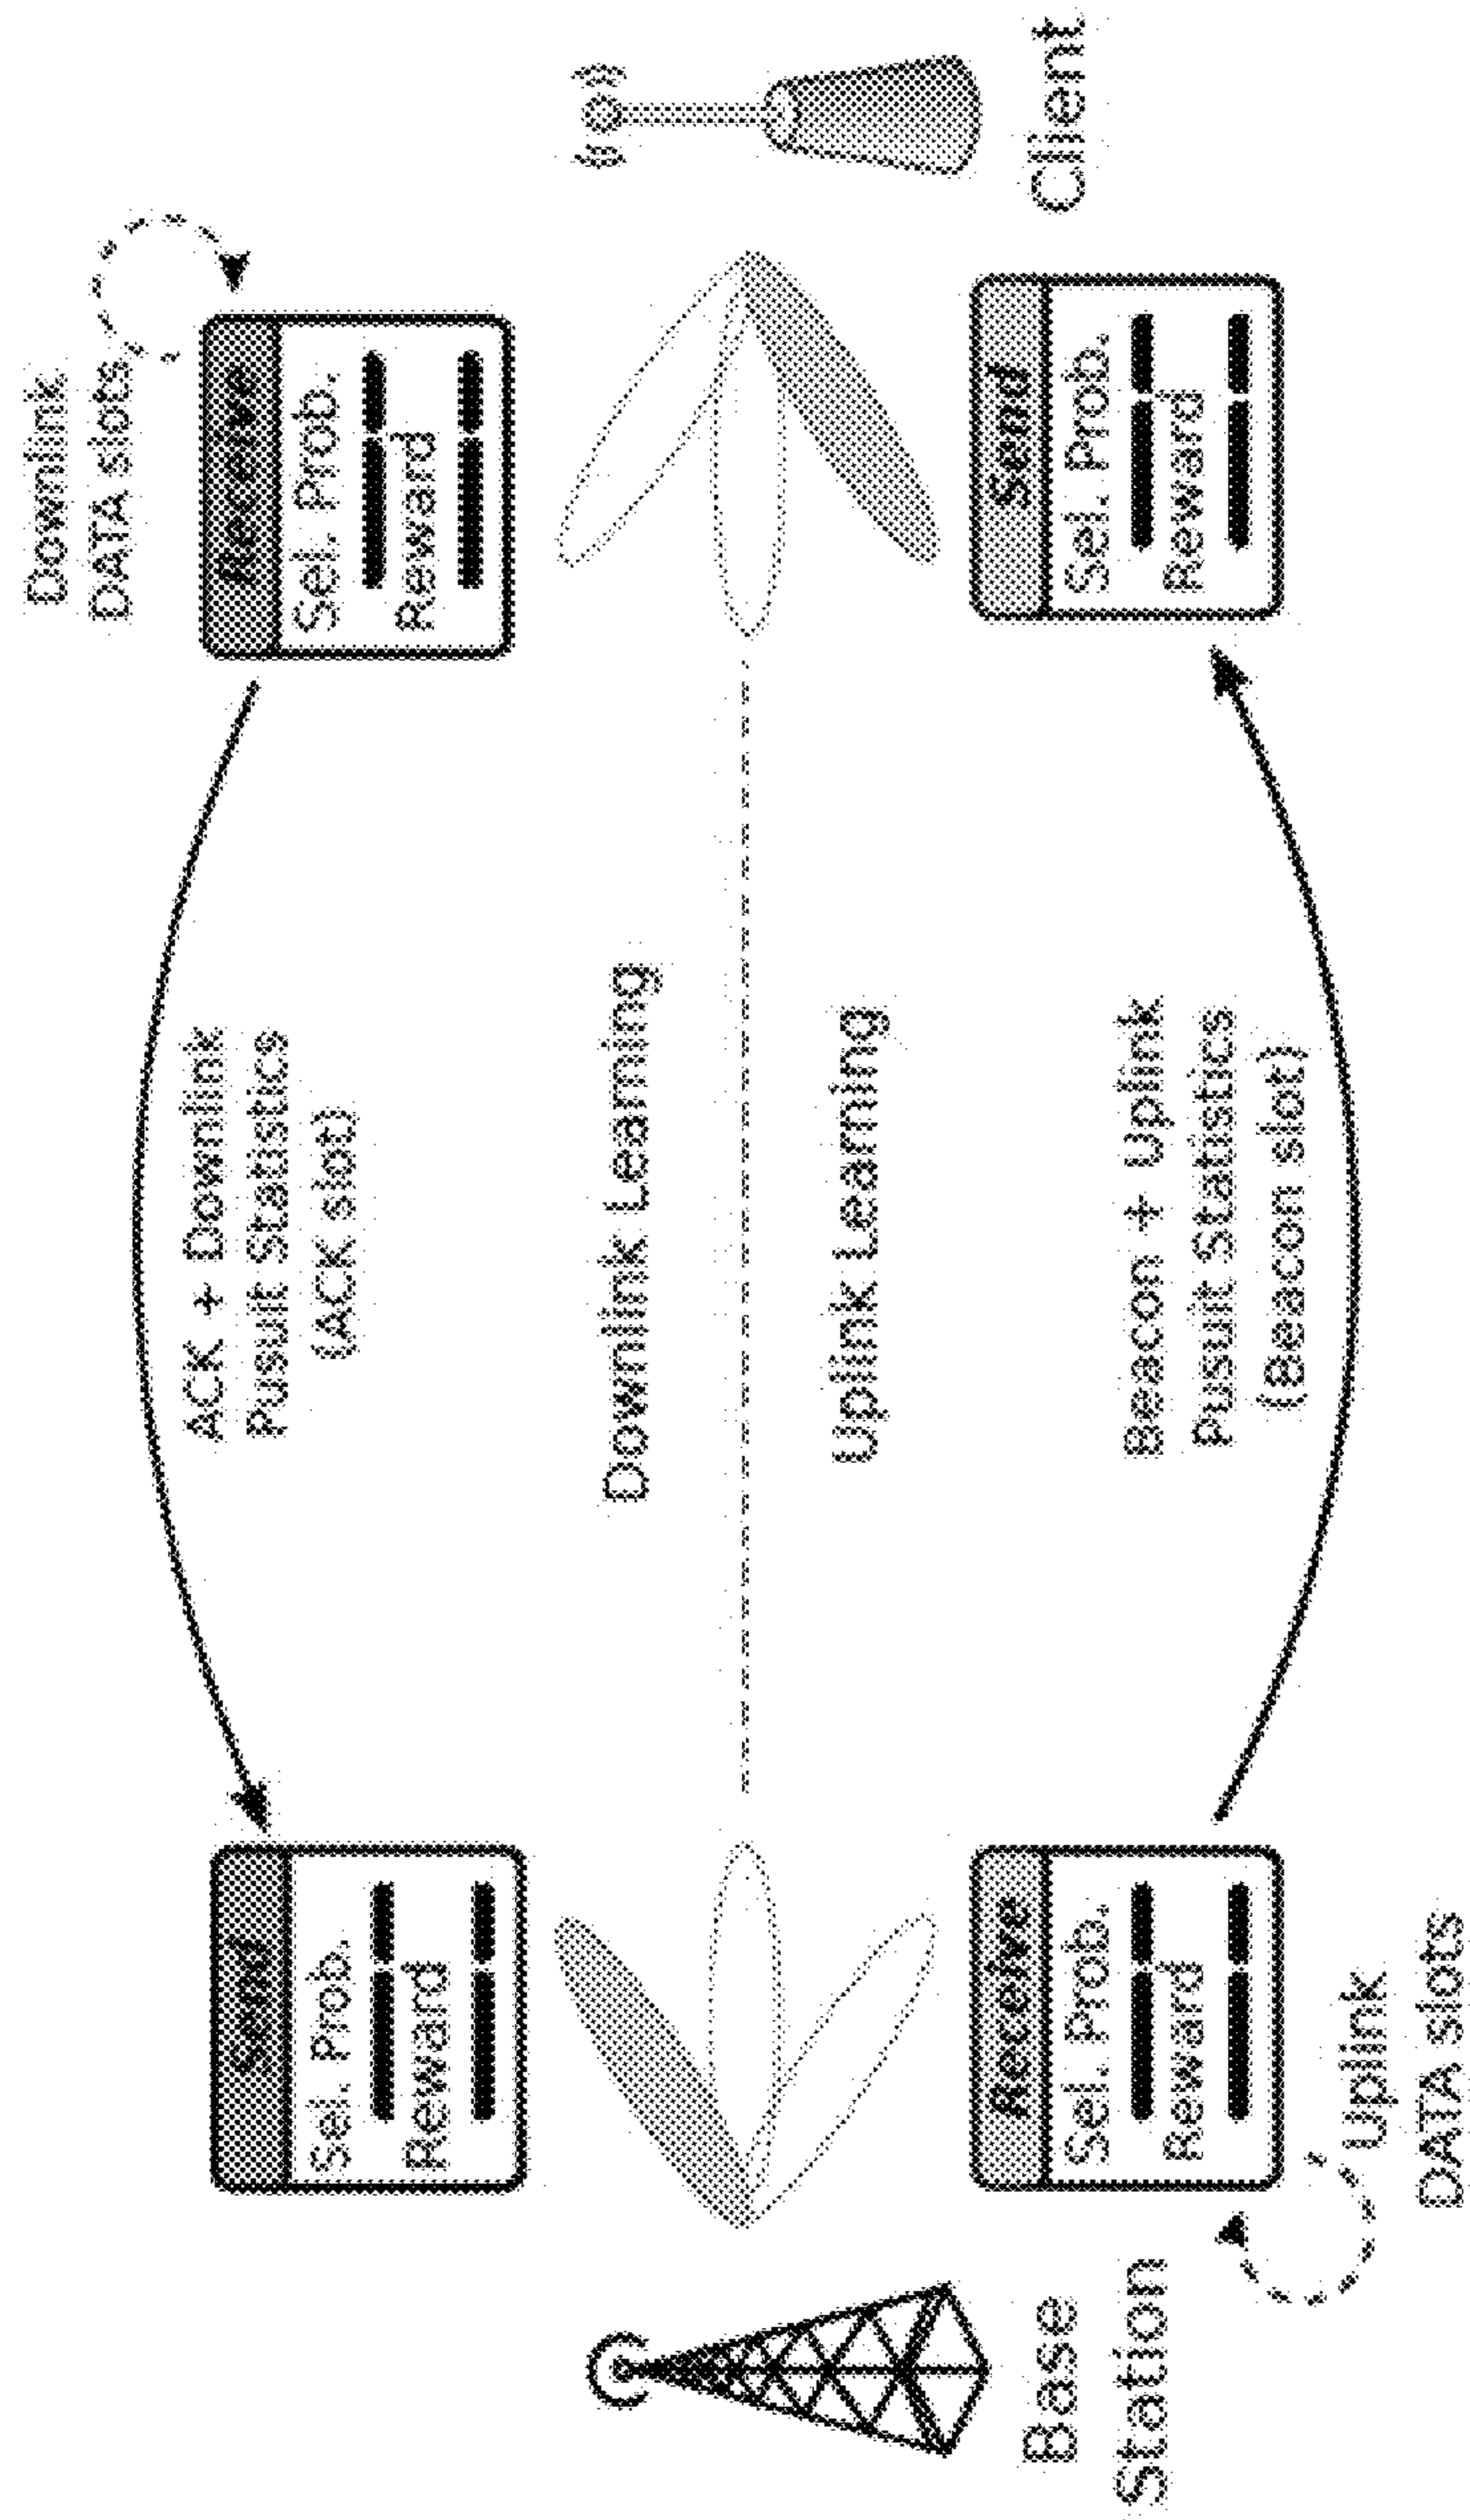 Downlink
DATA slots
Send
Sel. Prob.
Reward
ACK + Downlink
Pusuit Statistics
(ACK slot)
Receive
Sel. Prob.
Reward
Downlink Learning
Uplink Learning
Base
Station
Client
Receive
Sel. Prob.
Reward
Beacon + Uplink
Pusuit Statistics
(Beacon slot)
Send
Sel. Prob.
Reward
Uplink
DATA slots